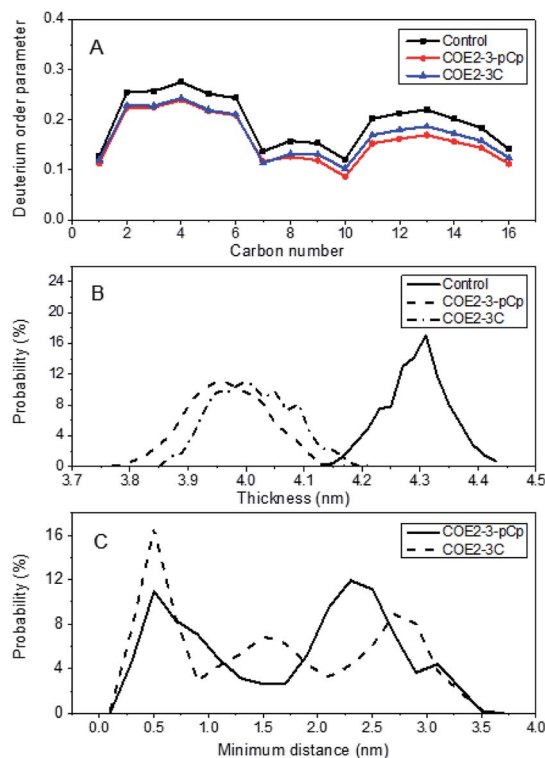 A
Control
COE2-3-pCp
COE2-3C
Deuterium order parameter
0.4
0.3
0.2
0.1
0.0
0 2 4 6 8 10 12 14 16
Carbon number
B
Control
COE2-3-pCp
COE2-3C
Probability (%)
24
20
16
12
8
4
0
3.7 3.8 3.9 4.0 4.1 4.2 4.3 4.4 4.5
Thickness (nm)
C
COE2-3-pCp
COE2-3C
Probability (%)
16
12
8
4
0
0.0 0.5 1.0 1.5 2.0 2.5 3.0 3.5 4.0
Minimum distance (nm)